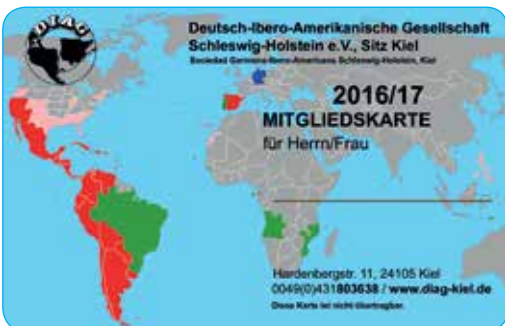 DIAG
Deutsch-Ibero-Amerikanische Gesellschaft
Schleswig-Holstein e.V., Sitz Kiel
Sociedad Germano-Ibero-Americana Schleswig-Holstein, Kiel
2016/17
MITGLIEDSKARTE
für Herrn/Frau
Hardenbergstr. 11, 24105 Kiel
0049(0)431803638 / www.diag-kiel.de
Diese Karte ist nicht übertragbar.